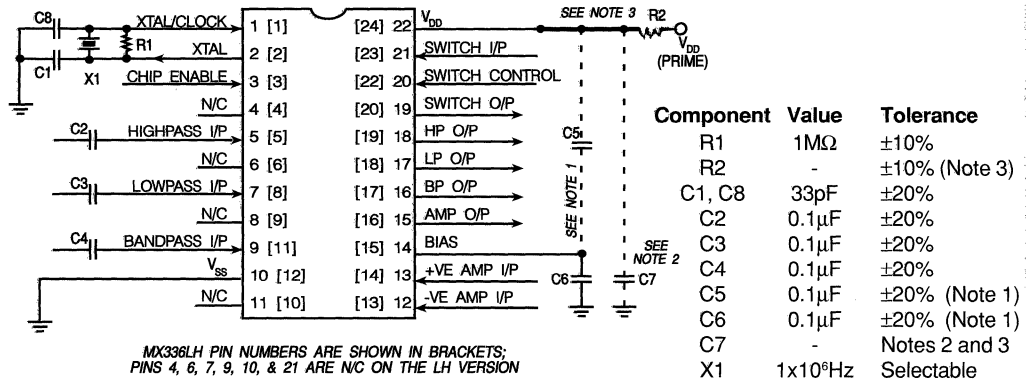 C8
XTAL/CLOCK
1 [1]
[24] 22
VDD
SEE NOTE 3
R2
VDD
(PRIME)
R1
C1
X1
XTAL
2 [2]
[23] 21
SWITCH I/P
CHIP ENABLE
3 [3]
[22] 20
SWITCH CONTROL
N/C
4 [4]
[20] 19
SWITCH O/P
C2
HIGHPASS I/P
5 [5]
[19] 18
HP O/P
C5
N/C
6 [6]
[18] 17
LP O/P
C3
LOWPASS I/P
7 [8]
[17] 16
BP O/P
SEE NOTE 1
N/C
8 [9]
[16] 15
AMP O/P
C4
BANDPASS I/P
9 [11]
[15] 14
BIAS
SEE
NOTE 2
VSS
10 [12]
[14] 13
+VE AMP I/P
C6
C7
N/C
11 [10]
[13] 12
-VE AMP I/P
MX336LH PIN NUMBERS ARE SHOWN IN BRACKETS;
PINS 4, 6, 7, 9, 10, & 21 ARE N/C ON THE LH VERSION
Component Value Tolerance
R1 1MΩ ±10%
R2 - ±10% (Note 3)
C1, C8 33pF ±20%
C2 0.1µF ±20%
C3 0.1µF ±20%
C4 0.1µF ±20%
C5 0.1µF ±20% (Note 1)
C6 0.1µF ±20% (Note 1)
C7 - Notes 2 and 3
X1 1x10⁶Hz Selectable